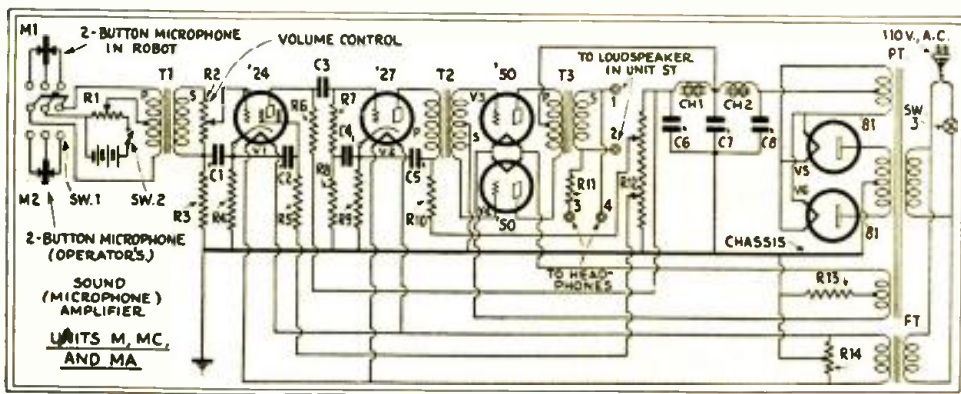 M1
2-BUTTON MICROPHONE
IN ROBOT
VOLUME CONTROL
T1
R2
'24
C3
'27
T2
'50
T3
TO LOUDSPEAKER
IN UNIT ST
110 V., A.C.
PT
R1
P
S
R6
R7
P
V3
S
P
S
1
2
CH1
CH2
C6
C7
C8
81
SW.
3
V1
C4
C1
C2
C5
V5
V6
81
M2
SW.1
SW.2
R3
R4
R5
R8
R9
R10
'50
R11
3
4
2-BUTTON MICROPHONE
(OPERATOR'S.)
CHASSIS
SOUND
(MICROPHONE)
AMPLIFIER
TO HEAD-
PHONES
R13
FT
UNITS M, MC,
AND MA
R14